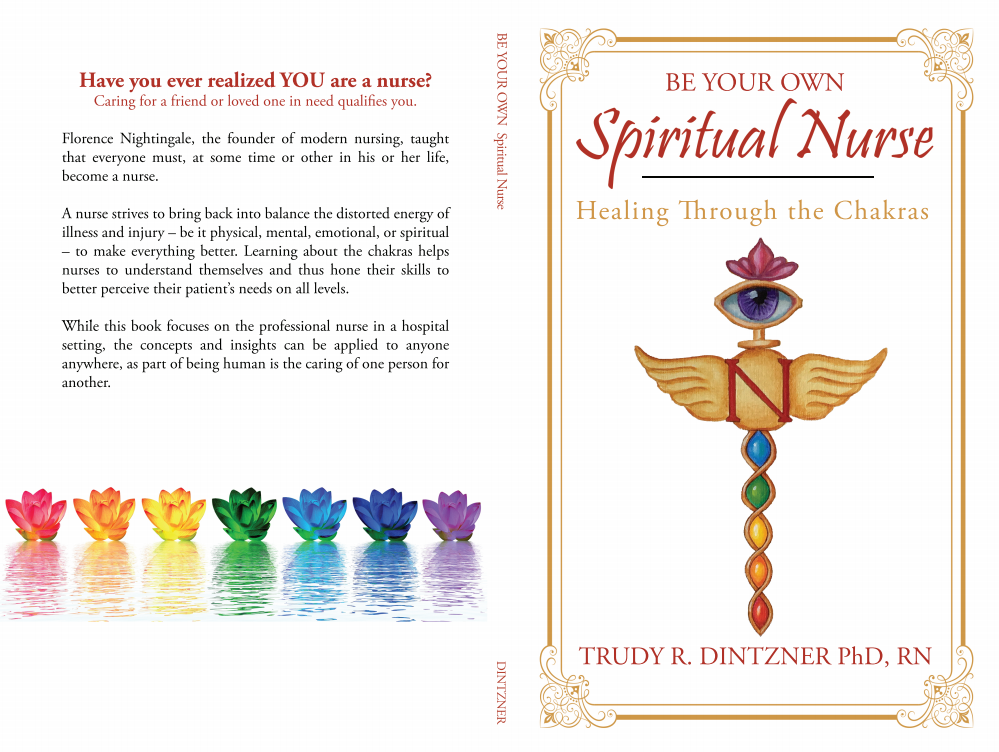 Have you ever realized YOU are a nurse?
Caring for a friend or loved one in need qualifies you.
Florence Nightingale, the founder of modern nursing, taught
that everyone must, at some time or other in his or her life,
become a nurse.
A nurse strives to bring back into balance the distorted energy of
illness and injury – be it physical, mental, emotional, or spiritual
– to make everything better. Learning about the chakras helps
nurses to understand themselves and thus hone their skills to
better perceive their patient's needs on all levels.
While this book focuses on the professional nurse in a hospital
setting, the concepts and insights can be applied to anyone
anywhere, as part of being human is the caring of one person for
another.
BE YOUR OWN Spiritual Nurse
DINTZNER
BE YOUR OWN
Spiritual Nurse
Healing Through the Chakras
N
TRUDY R. DINTZNER PhD, RN